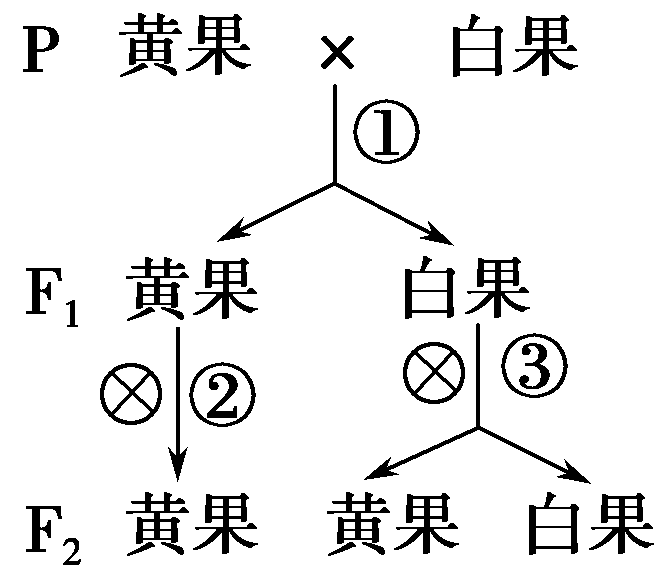 P 黄果 × 白果
①
F₁ 黄果 白果
⊗ ② ⊗ ③
F₂ 黄果 黄果 白果